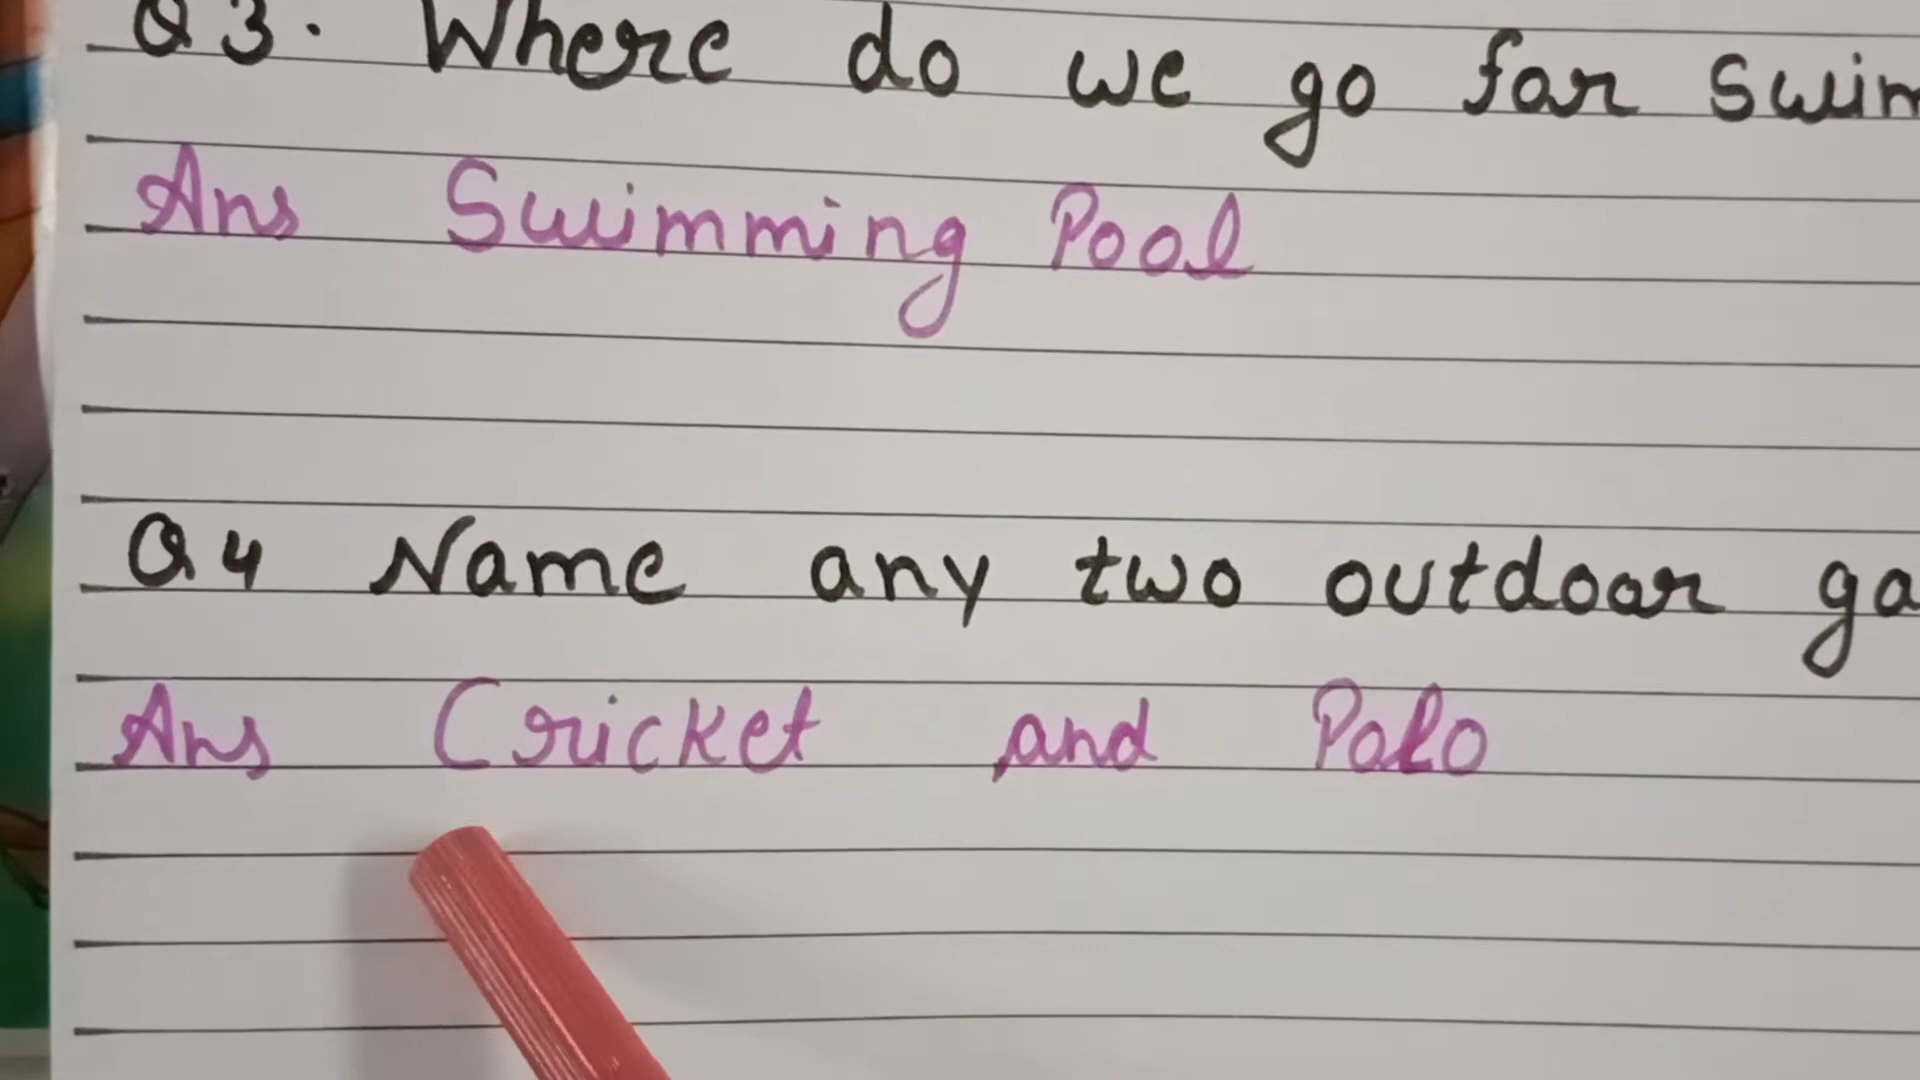 Q3. Where do we go for Swim
Ans Swimming Pool
Q4 Name any two outdoor ga
Ans Cricket and Polo